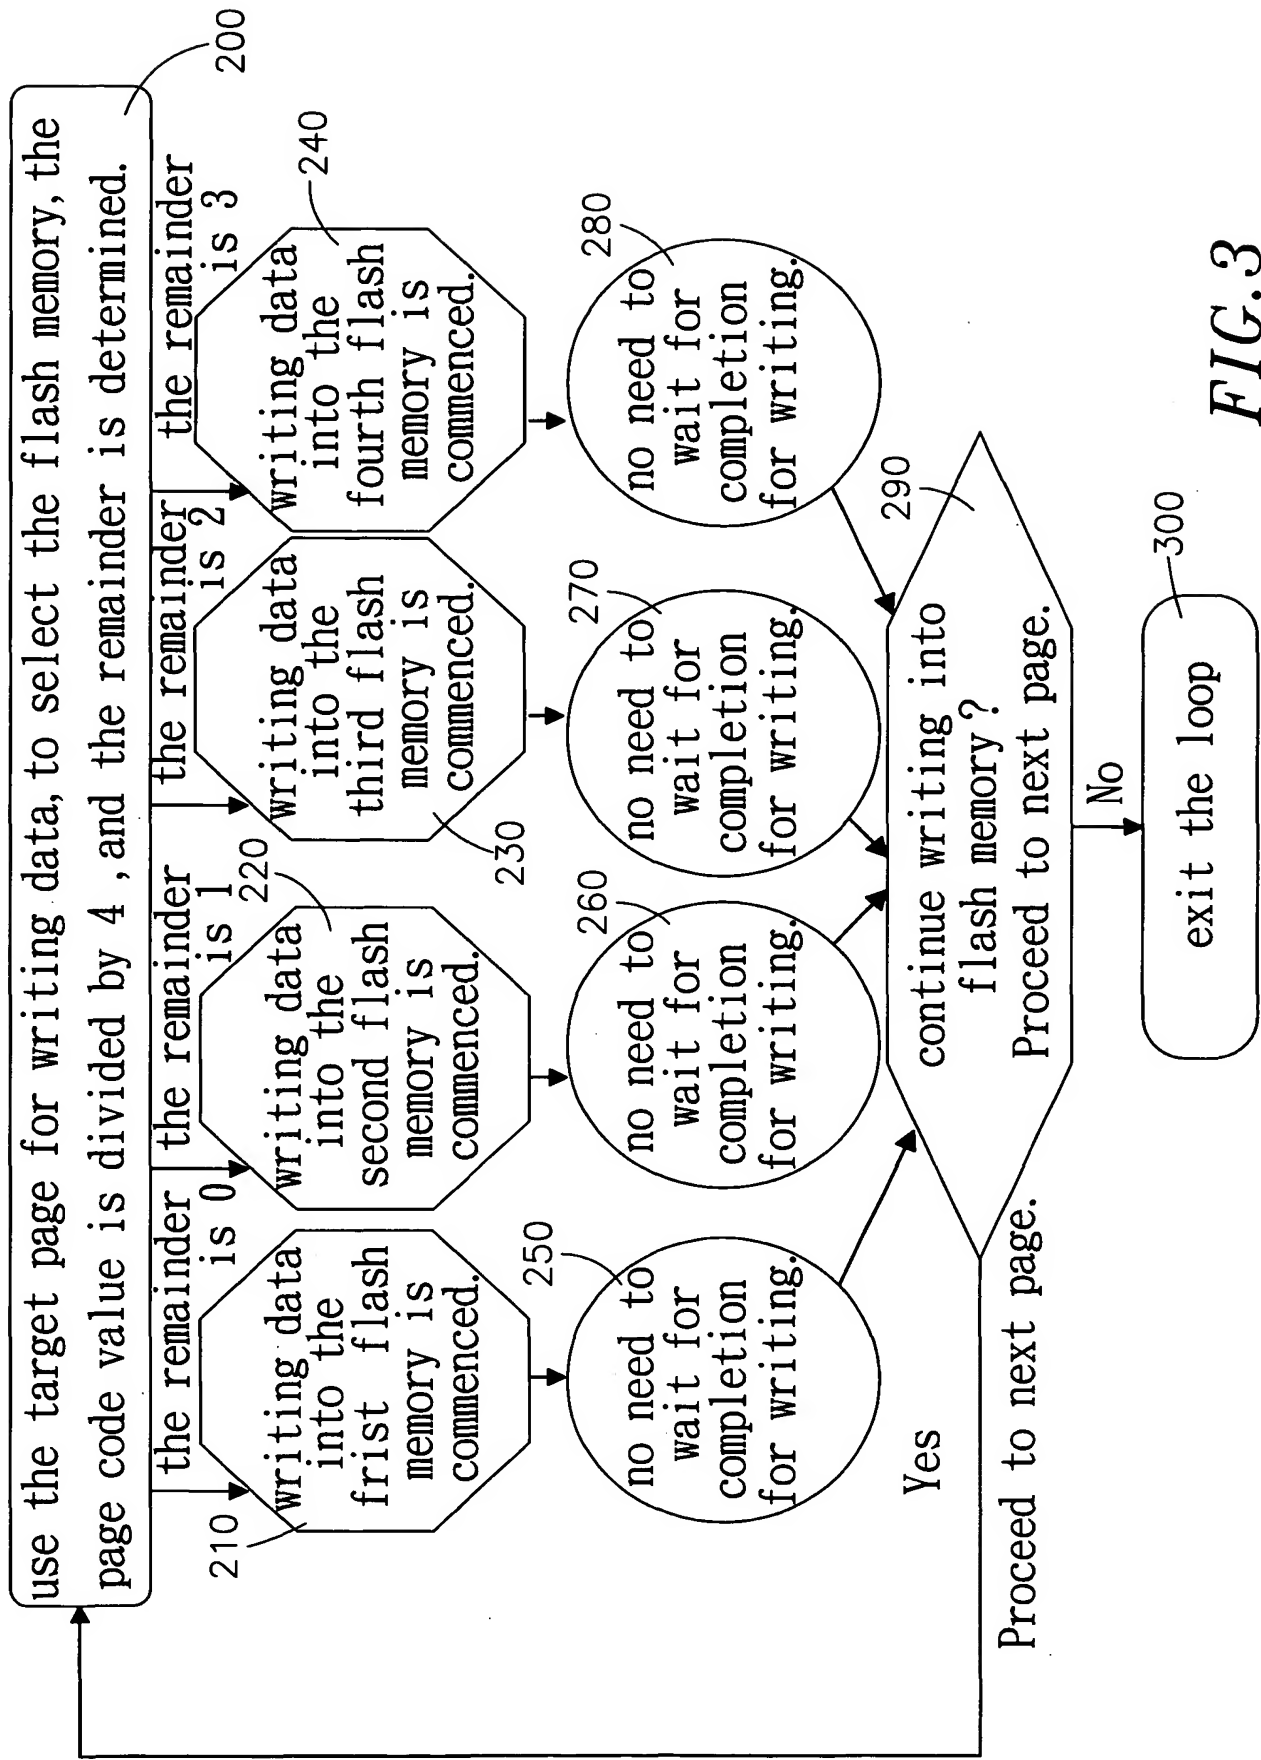 use the target page for writing data, to select the flash memory, the
page code value is divided by 4 ,and the remainder is determined.
200
the remainder
is 0
the remainder
is 1
the remainder
is 2
the remainder
is 3
210
writing data
into the
frist flash
memory is
commenced.
220
writing data
into the
second flash
memory is
commenced.
230
writing data
into the
third flash
memory is
commenced.
240
writing data
into the
fourth flash
memory is
commenced.
250
no need to
wait for
completion
for writing.
260
no need to
wait for
completion
for writing.
270
no need to
wait for
completion
for writing.
280
no need to
wait for
completion
for writing.
290
continue writing into
flash memory?
Proceed to next page.
Yes
Proceed to next page.
No
300
exit the loop
FIG.3